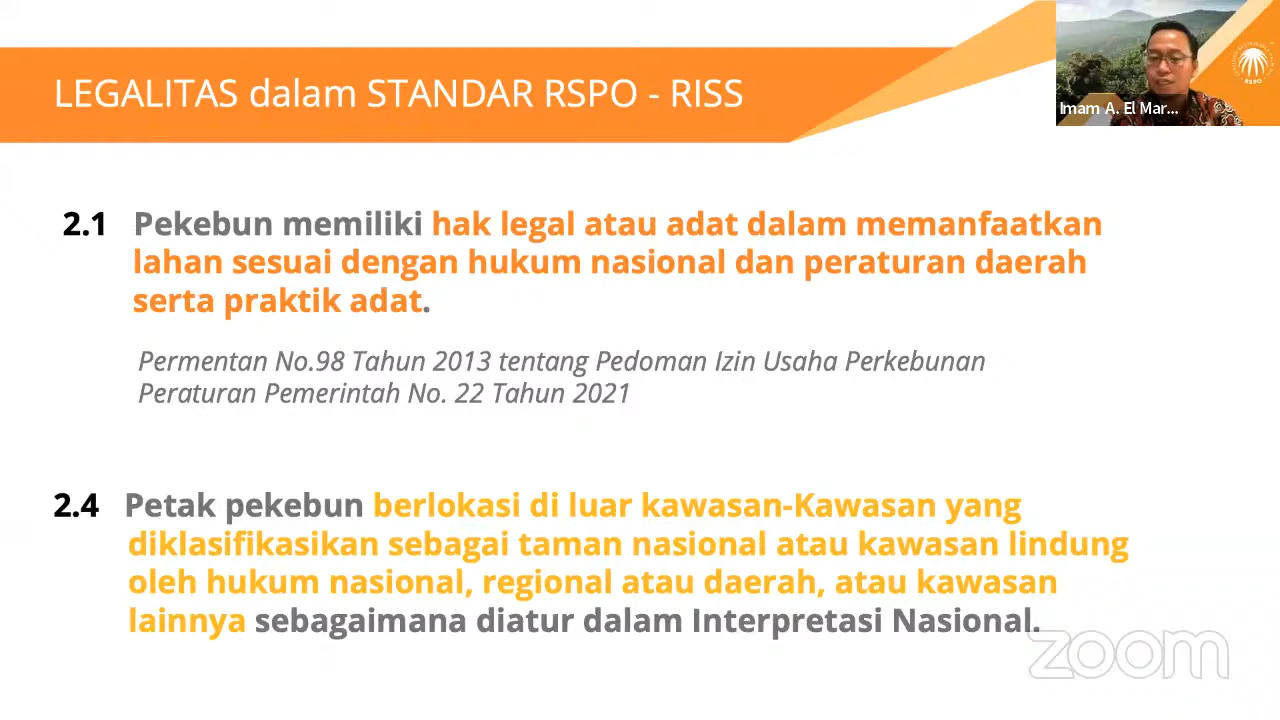 LEGALITAS dalam STANDAR RSPO - RISS
Imam A. El Mar...
RSPO
2.1 Pekebun memiliki hak legal atau adat dalam memanfaatkan
lahan sesuai dengan hukum nasional dan peraturan daerah
serta praktik adat.
Permentan No.98 Tahun 2013 tentang Pedoman Izin Usaha Perkebunan
Peraturan Pemerintah No. 22 Tahun 2021
2.4 Petak pekebun berlokasi di luar kawasan-Kawasan yang
diklasifikasikan sebagai taman nasional atau kawasan lindung
oleh hukum nasional, regional atau daerah, atau kawasan
lainnya sebagaimana diatur dalam Interpretasi Nasional.
zoom